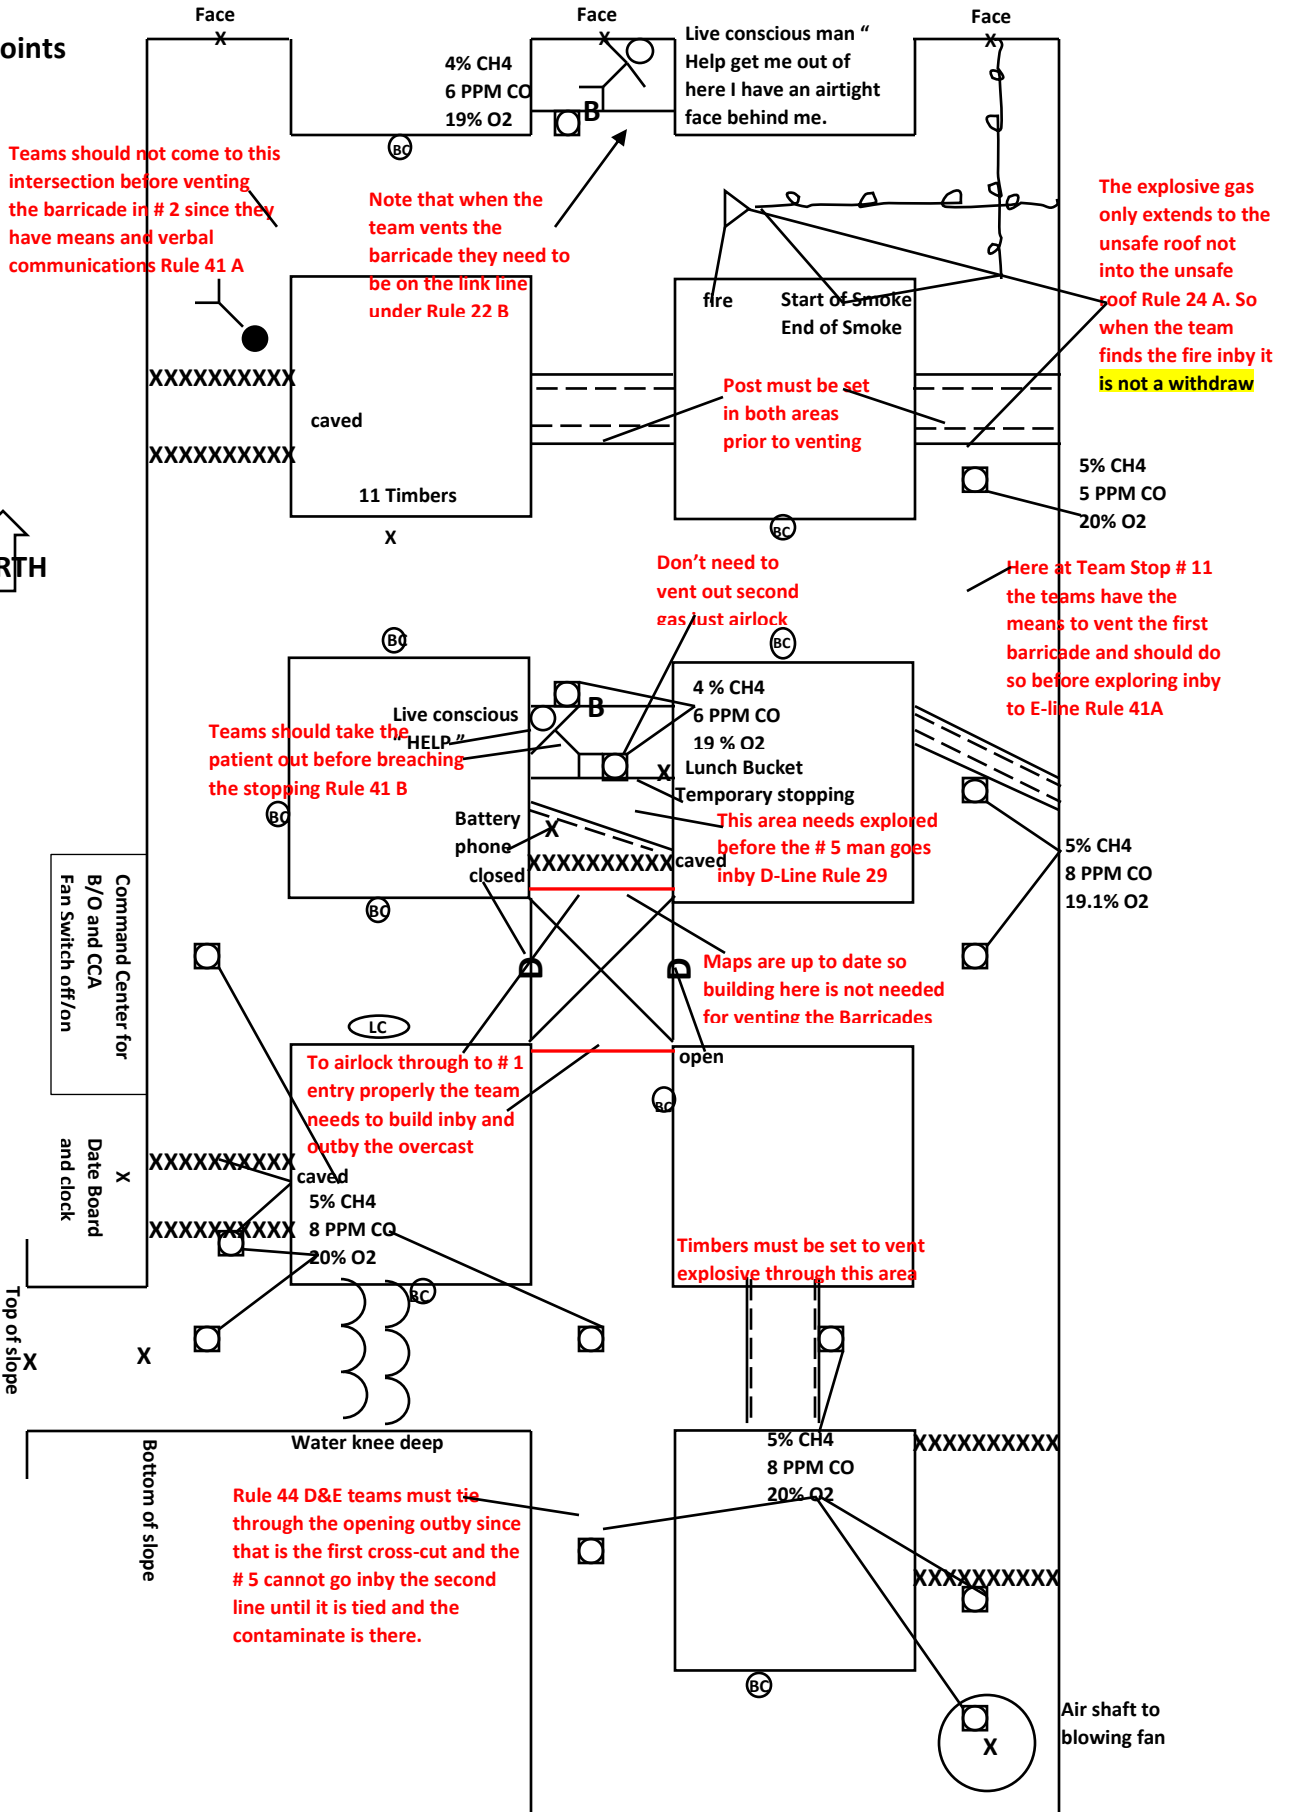 oints
Face
X
Face
X
Face
X
4% CH4
6 PPM CO
19% O2
B
Live conscious man “
Help get me out of
here I have an airtight
face behind me.
BC
Teams should not come to this
intersection before venting
the barricade in # 2 since they
have means and verbal
communications Rule 41 A
Note that when the
team vents the
barricade they need to
be on the link line
under Rule 22 B
The explosive gas
only extends to the
unsafe roof not
into the unsafe
roof Rule 24 A. So
when the team
finds the fire inby it
is not a withdraw
fIre
Start of Smoke
End of Smoke
XXXXXXXXXX
caved
XXXXXXXXXX
Post must be set
in both areas
prior to venting
11 Timbers
X
5% CH4
5 PPM CO
20% O2
BC
RTH
Don’t need to
vent out second
gas just airlock
Here at Team Stop # 11
the teams have the
means to vent the first
barricade and should do
so before exploring inby
to E-line Rule 41A
BC
BC
B
4 % CH4
6 PPM CO
19 % O2
Live conscious
“ HELP ”
Teams should take the
patient out before breaching
the stopping Rule 41 B
X
Lunch Bucket
Temporary stopping
This area needs explored
before the # 5 man goes
inby D-Line Rule 29
BC
Battery
phone
X
closed
XXXXXXXXXX
caved
5% CH4
8 PPM CO
19.1% O2
BC
Command Center for
B/O and CCA
Fan Switch off/on
D
D
Maps are up to date so
building here is not needed
for venting the Barricades
LC
open
To airlock through to # 1
entry properly the team
needs to build inby and
outby the overcast
BC
X
Date Board
and clock
XXXXXXXXXX
caved
5% CH4
8 PPM CO
20% O2
XXXXXXXXXX
Timbers must be set to vent
explosive through this area
BC
Top of slope
X
X
Water knee deep
Bottom of slope
5% CH4
8 PPM CO
20% O2
XXXXXXXXXX
Rule 44 D&E teams must tie
through the opening outby since
that is the first cross-cut and the
# 5 cannot go inby the second
line until it is tied and the
contaminate is there.
XXXXXXXXXX
BC
X
Air shaft to
blowing fan